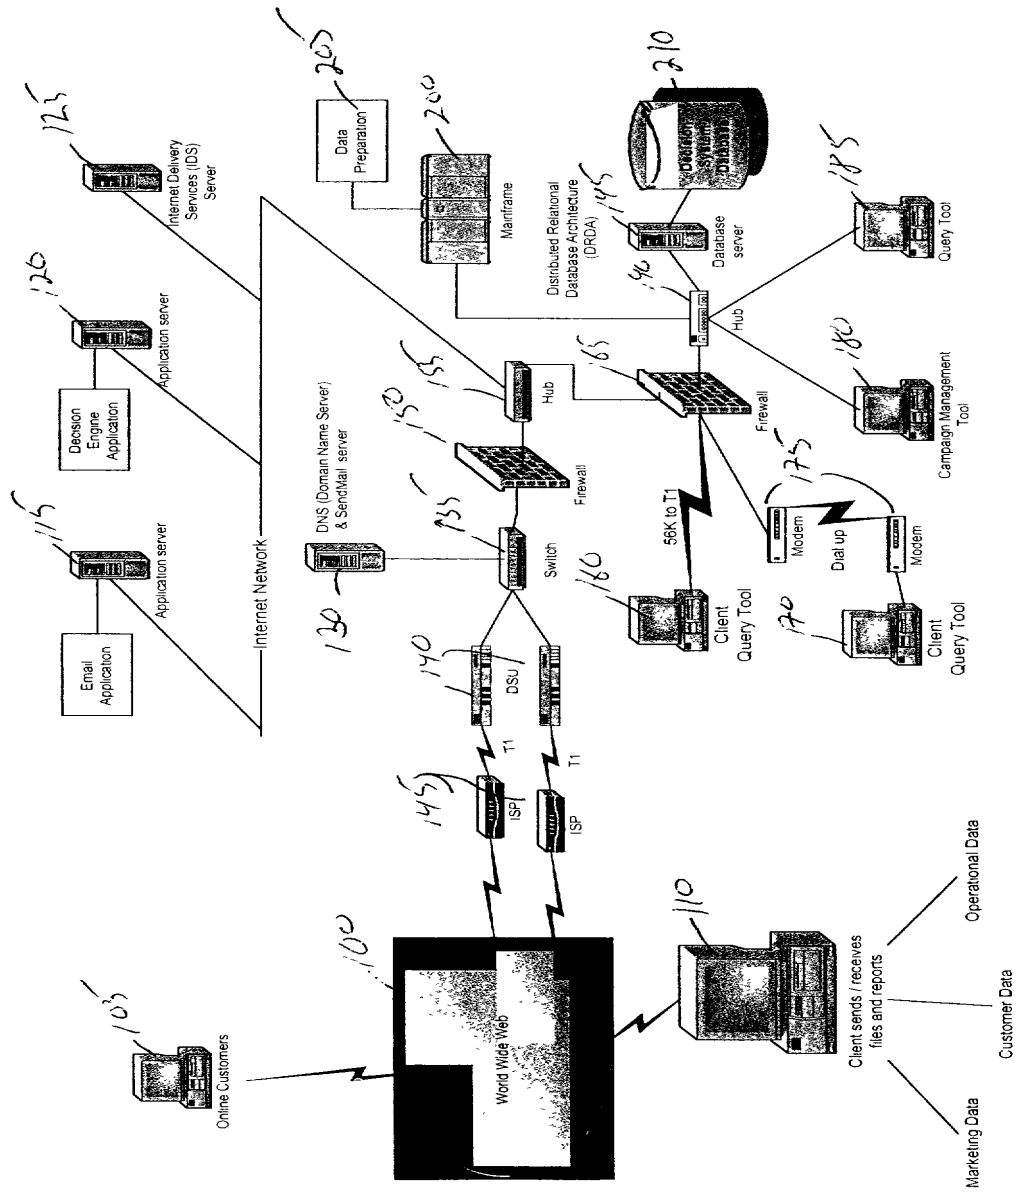 105
Online Customers
Email
Application
115
Application server
Decision
Engine Application
120
Application server
125
Internet Delivery
Services (IDS)
Server
Internet Network
DNS (Domain Name Server)
& SendMail server
130
205
Data
Preparation
200
Mainframe
100
World Wide Web
145
ISP
ISP
T1
T1
140
DSU
135
Switch
150
Firewall
155
Hub
Distributed Relational
Database Architecture
(DRDA)
190
Hub
195
Database
server
210
Decision
System
Database
165
Firewall
56K to T1
160
Client
Query Tool
175
Modem
Dial up
Modem
170
Client
Query Tool
180
Campaign Management
Tool
185
Query Tool
110
Client sends / receives
files and reports
Marketing Data
Customer Data
Operational Data